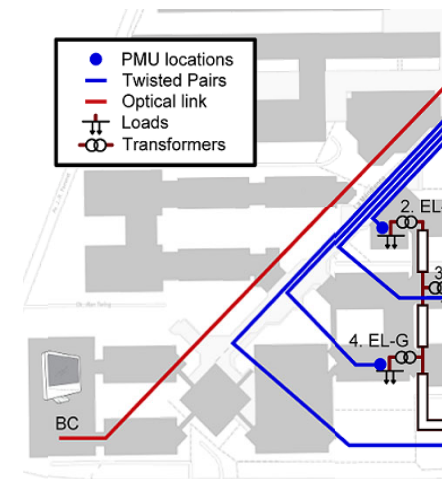 PMU locations
Twisted Pairs
Optical link
Loads
Transformers
2. EL-
3
4. EL-G
BC